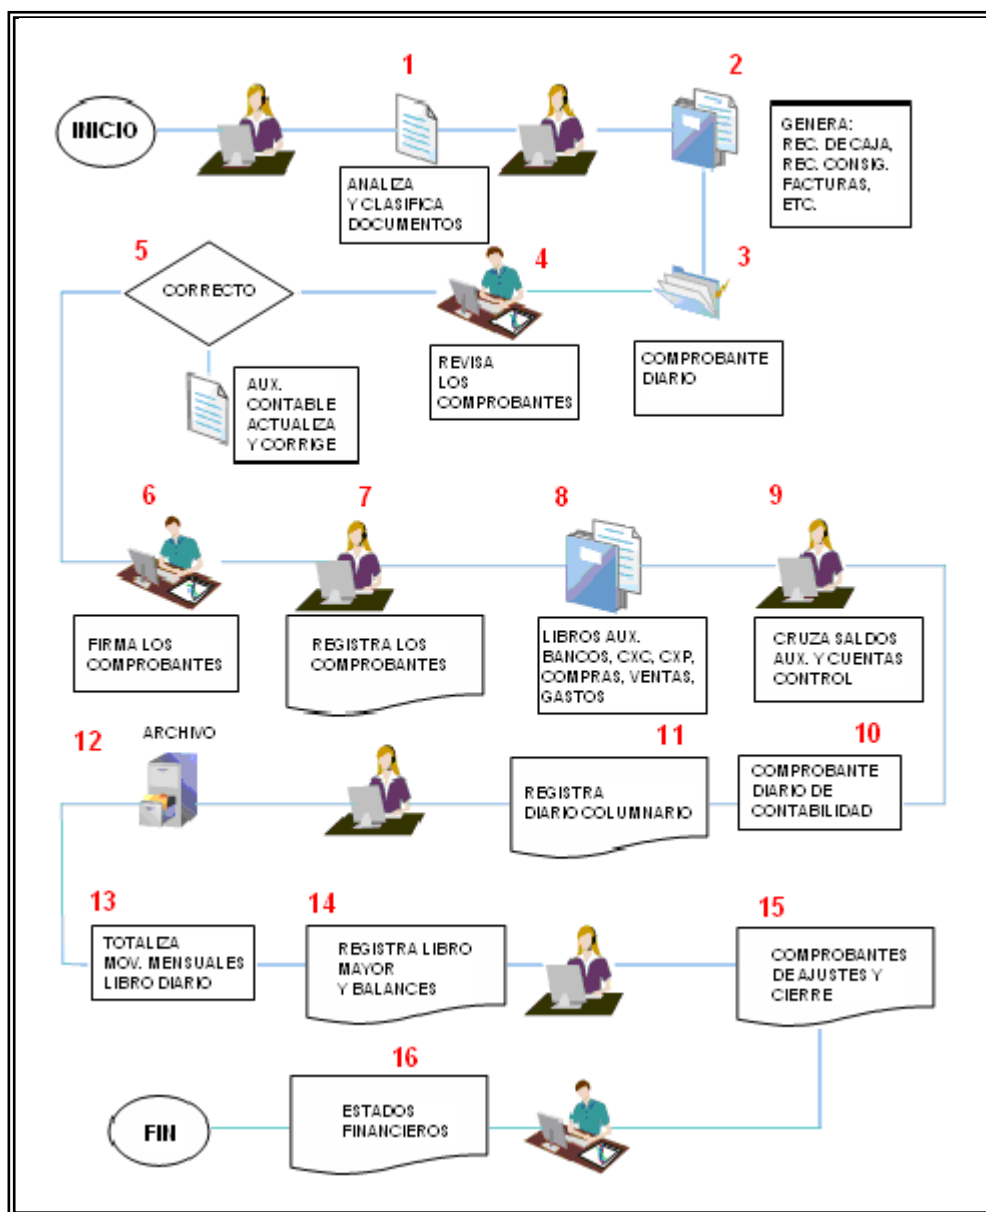 1
2
INICIO
ANALIZA
Y CLASIFICA
DOCUMENTOS
GENERA:
REC. DE CAJA,
REC. CONSIG.
FACTURAS,
ETC.
5
CORRECTO
4
3
REVISA
LOS
COMPROBANTES
COMPROBANTE
DIARIO
AUX.
CONTABLE
ACTUALIZA
Y CORRIGE
6
7
8
9
FIRMA LOS
COMPROBANTES
REGISTRA LOS
COMPROBANTES
LIBROS AUX.
BANCOS, CXC, CXP,
COMPRAS, VENTAS,
GASTOS
CRUZA SALDOS
AUX. Y CUENTAS
CONTROL
12
ARCHIVO
11
10
REGISTRA
DIARIO COLUMNARIO
COMPROBANTE
DIARIO DE
CONTABILIDAD
13
14
15
TOTALIZA
MOV. MENSUALES
LIBRO DIARIO
REGISTRA LIBRO
MAYOR
Y BALANCES
COMPROBANTES
DE AJUSTES Y
CIERRE
16
FIN
ESTADOS
FINANCIEROS